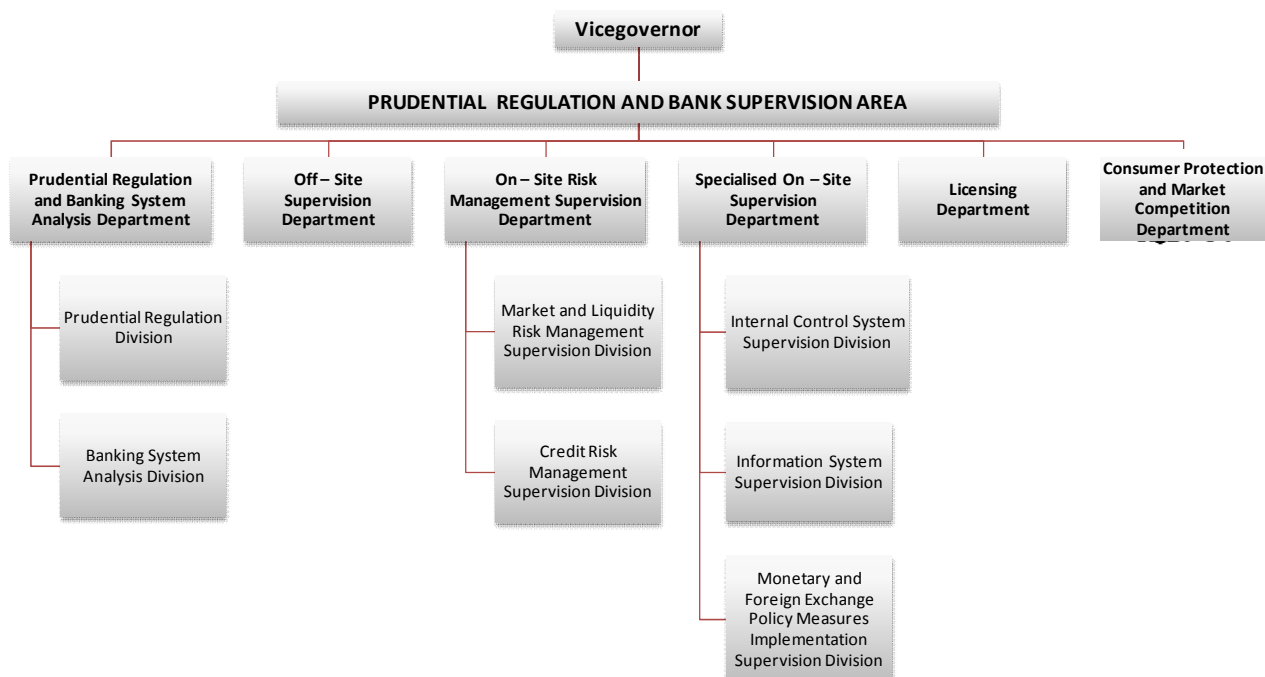 Vicegovernor
PRUDENTIAL REGULATION AND BANK SUPERVISION AREA
Prudential Regulation
and Banking System
Analysis Department
Off – Site
Supervision
Department
On – Site Risk
Management Supervision
Department
Specialised On – Site
Supervision
Department
Licensing
Department
Consumer Protection
and Market
Competition
Department
Prudential Regulation
Division
Banking System
Analysis Division
Market and Liquidity
Risk Management
Supervision Division
Credit Risk
Management
Supervision Division
Internal Control System
Supervision Division
Information System
Supervision Division
Monetary and
Foreign Exchange
Policy Measures
Implementation
Supervision Division